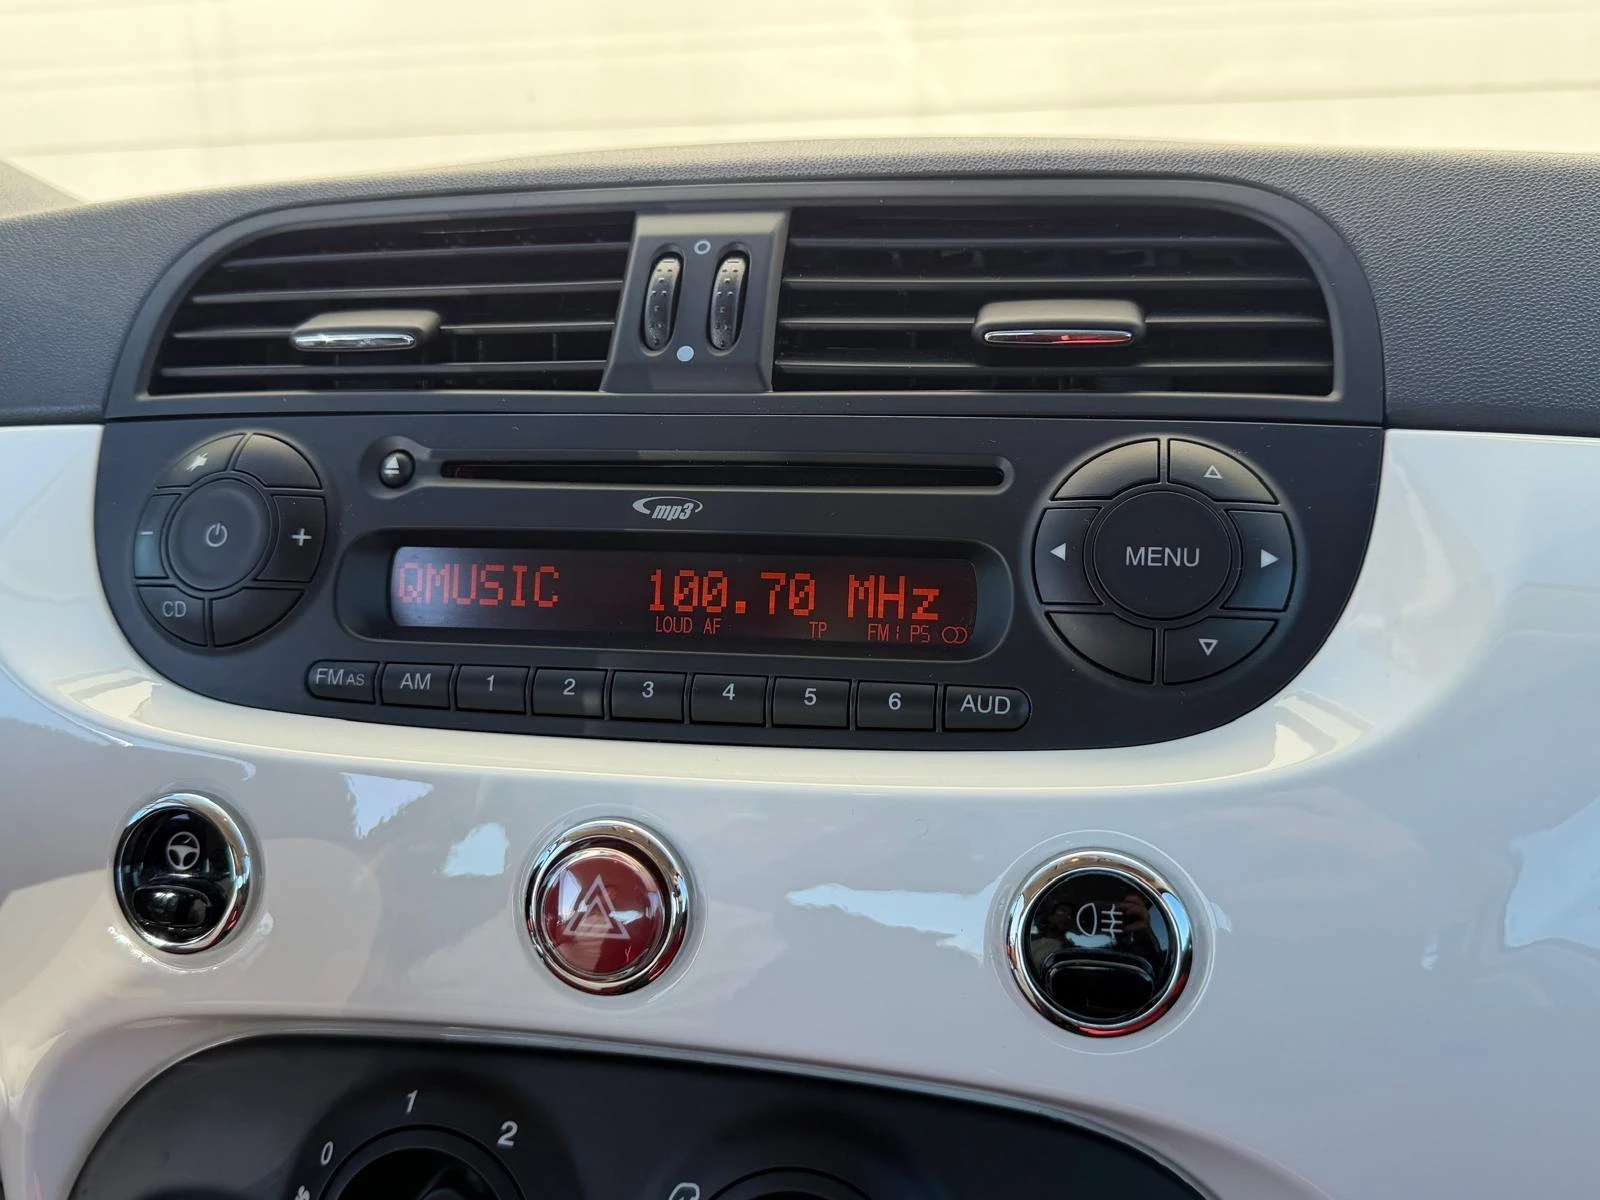 mp3
QMUSIC 100.70 MHz
LOUD AF TP FM1 PS
- +
MENU
CD
FM AS AM 1 2 3 4 5 6 AUD
1
2
0